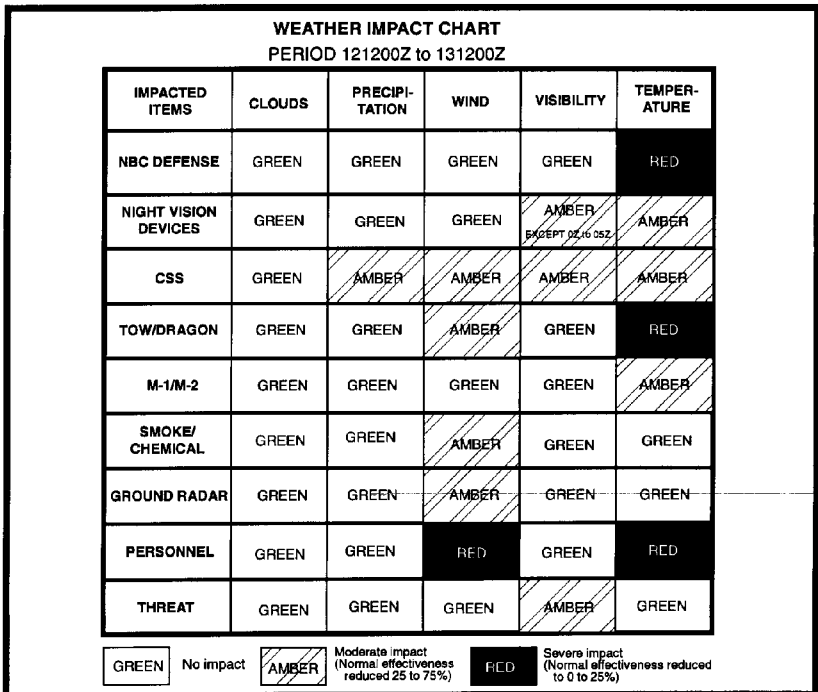 WEATHER IMPACT CHART
PERIOD 121200Z to 131200Z
IMPACTED ITEMS CLOUDS PRECIPI-TATION WIND VISIBILITY TEMPER-ATURE
NBC DEFENSE GREEN GREEN GREEN GREEN RED
NIGHT VISION DEVICES GREEN GREEN GREEN AMBER EXCEPT 0Z to 05Z AMBER
CSS GREEN AMBER AMBER AMBER AMBER
TOW/DRAGON GREEN GREEN AMBER GREEN RED
M-1/M-2 GREEN GREEN GREEN GREEN AMBER
SMOKE/CHEMICAL GREEN GREEN AMBER GREEN GREEN
GROUND RADAR GREEN GREEN AMBER GREEN GREEN
PERSONNEL GREEN GREEN RED GREEN RED
THREAT GREEN GREEN GREEN AMBER GREEN
GREEN No impact
AMBER Moderate impact
(Normal effectiveness
reduced 25 to 75%)
RED Severe impact
(Normal effectiveness reduced
to 0 to 25%)